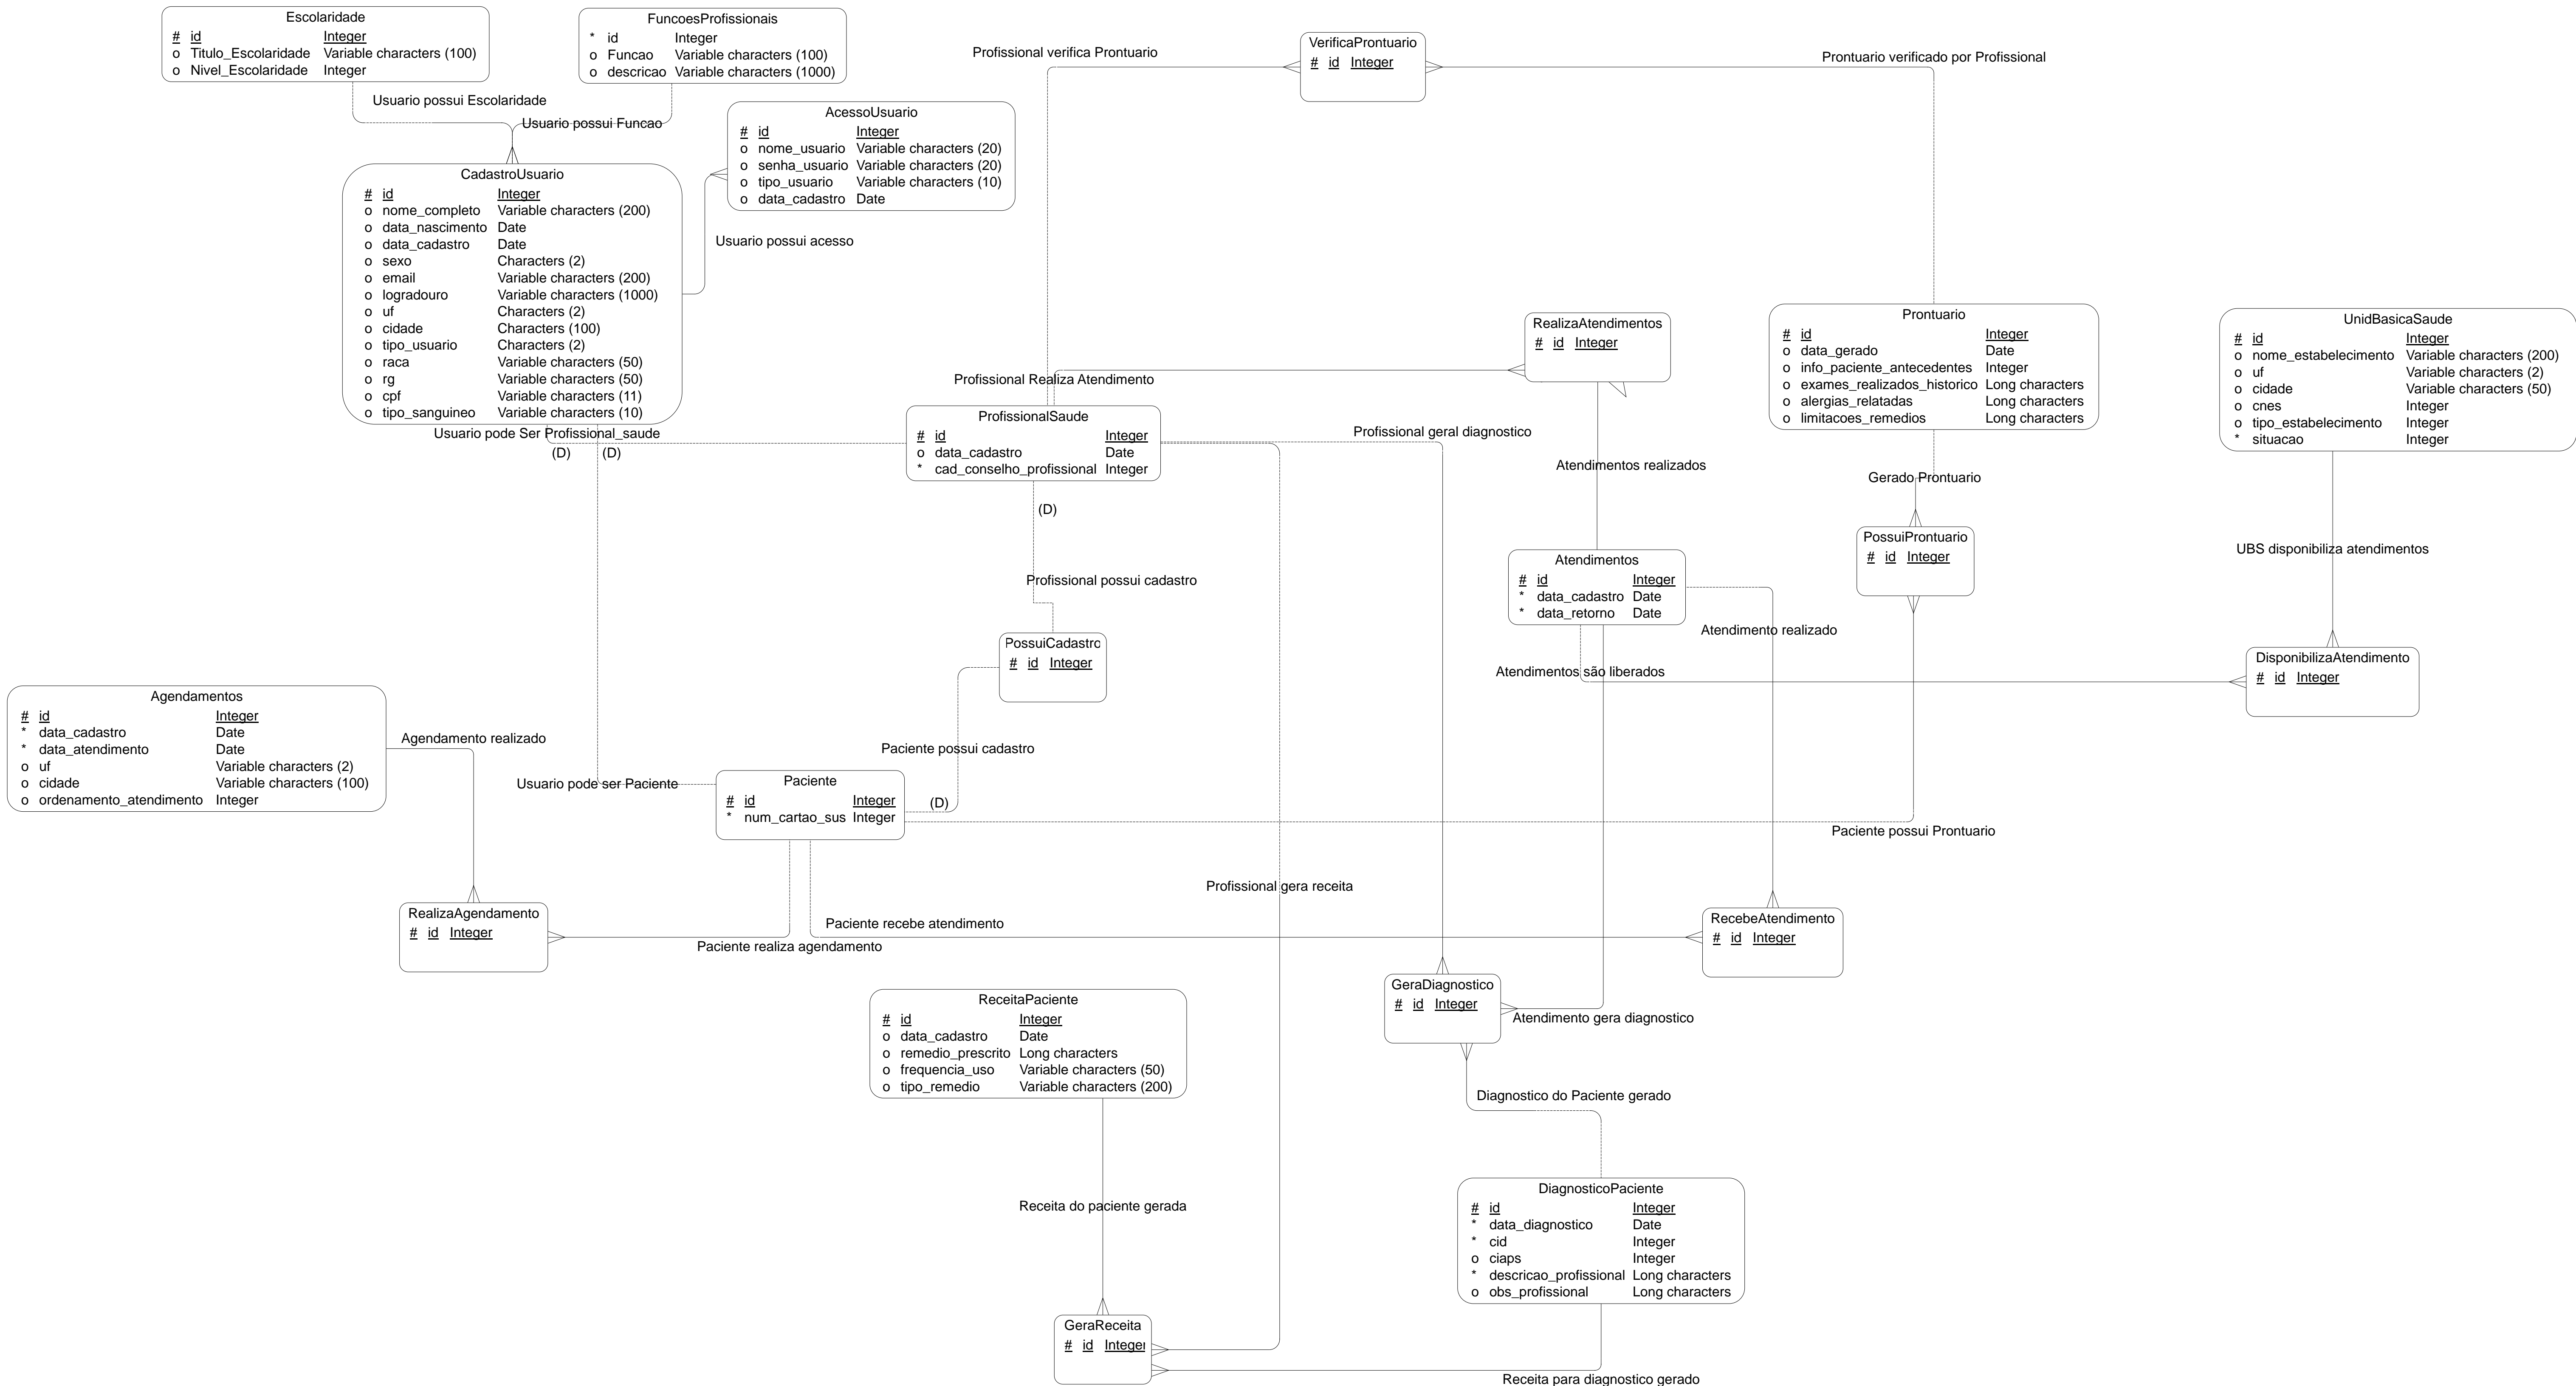 Escolaridade
# id Integer
o Titulo_Escolaridade Variable characters (100)
o Nivel_Escolaridade Integer
FuncoesProfissionais
* id Integer
o Funcao Variable characters (100)
o descricao Variable characters (1000)
Profissional verifica Prontuario
VerificaProntuario
# id Integer
Prontuario verificado por Profissional
Usuario possui Escolaridade
Usuario possui Funcao
AcessoUsuario
# id Integer
o nome_usuario Variable characters (20)
o senha_usuario Variable characters (20)
o tipo_usuario Variable characters (10)
o data_cadastro Date
CadastroUsuario
# id Integer
o nome_completo Variable characters (200)
o data_nascimento Date
o data_cadastro Date
o sexo Characters (2)
o email Variable characters (200)
o logradouro Variable characters (1000)
o uf Characters (2)
o cidade Characters (100)
o tipo_usuario Characters (2)
o raca Variable characters (50)
o rg Variable characters (50)
o cpf Variable characters (11)
o tipo_sanguineo Variable characters (10)
Usuario possui acesso
RealizaAtendimentos
# id Integer
Prontuario
# id Integer
o data_gerado Date
o info_paciente_antecedentes Integer
o exames_realizados_historico Long characters
o alergias_relatadas Long characters
o limitacoes_remedios Long characters
UnidBasicaSaude
# id Integer
o nome_estabelecimento Variable characters (200)
o uf Variable characters (2)
o cidade Variable characters (50)
o cnes Integer
o tipo_estabelecimento Integer
* situacao Integer
Profissional Realiza Atendimento
ProfissionalSaude
# id Integer
o data_cadastro Date
* cad_conselho_profissional Integer
Usuario pode Ser Profissional_saude
(D)
(D)
Profissional geral diagnostico
Atendimentos realizados
Gerado Prontuario
(D)
PossuiProntuario
# id Integer
UBS disponibiliza atendimentos
Atendimentos
# id Integer
* data_cadastro Date
* data_retorno Date
Profissional possui cadastro
Atendimento realizado
PossuiCadastro
# id Integer
Atendimentos são liberados
DisponibilizaAtendimento
# id Integer
Agendamentos
# id Integer
* data_cadastro Date
* data_atendimento Date
o uf Variable characters (2)
o cidade Variable characters (100)
o ordenamento_atendimento Integer
Agendamento realizado
Paciente possui cadastro
Usuario pode ser Paciente
Paciente
# id Integer
* num_cartao_sus Integer
(D)
Paciente possui Prontuario
Profissional gera receita
RealizaAgendamento
# id Integer
Paciente realiza agendamento
Paciente recebe atendimento
RecebeAtendimento
# id Integer
GeraDiagnostico
# id Integer
Atendimento gera diagnostico
ReceitaPaciente
# id Integer
o data_cadastro Date
o remedio_prescrito Long characters
o frequencia_uso Variable characters (50)
o tipo_remedio Variable characters (200)
Diagnostico do Paciente gerado
Receita do paciente gerada
DiagnosticoPaciente
# id Integer
* data_diagnostico Date
* cid Integer
o ciaps Integer
* descricao_profissional Long characters
o obs_profissional Long characters
GeraReceita
# id Integer
Receita para diagnostico gerado